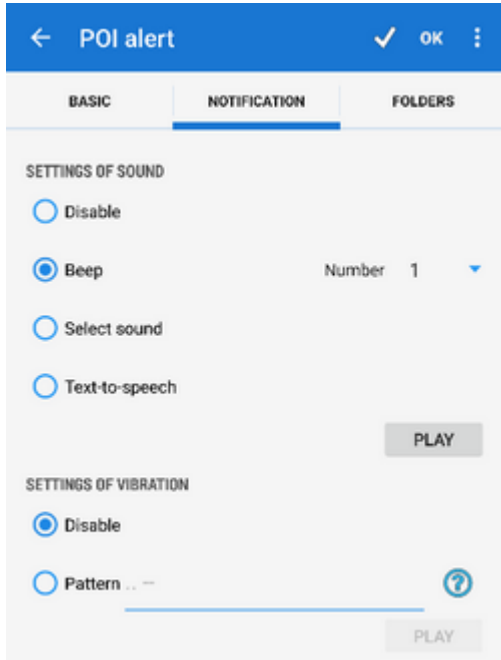 POI alert OK
BASIC NOTIFICATION FOLDERS
SETTINGS OF SOUND
Disable
Beep Number 1
Select sound
Text-to-speech
PLAY
SETTINGS OF VIBRATION
Disable
Pattern .. – ?
PLAY